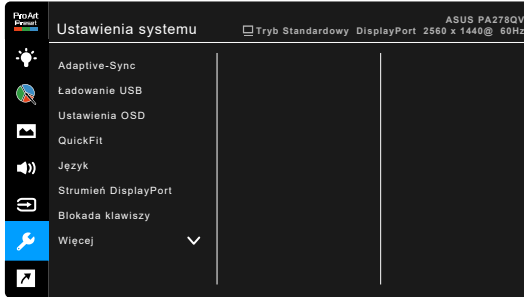 ProArt
Preset
ASUS PA278QV
Ustawienia systemu
Tryb Standardowy DisplayPort 2560 x 1440@ 60Hz
Adaptive-Sync
Ładowanie USB
Ustawienia OSD
QuickFit
Język
Strumień DisplayPort
Blokada klawiszy
Więcej